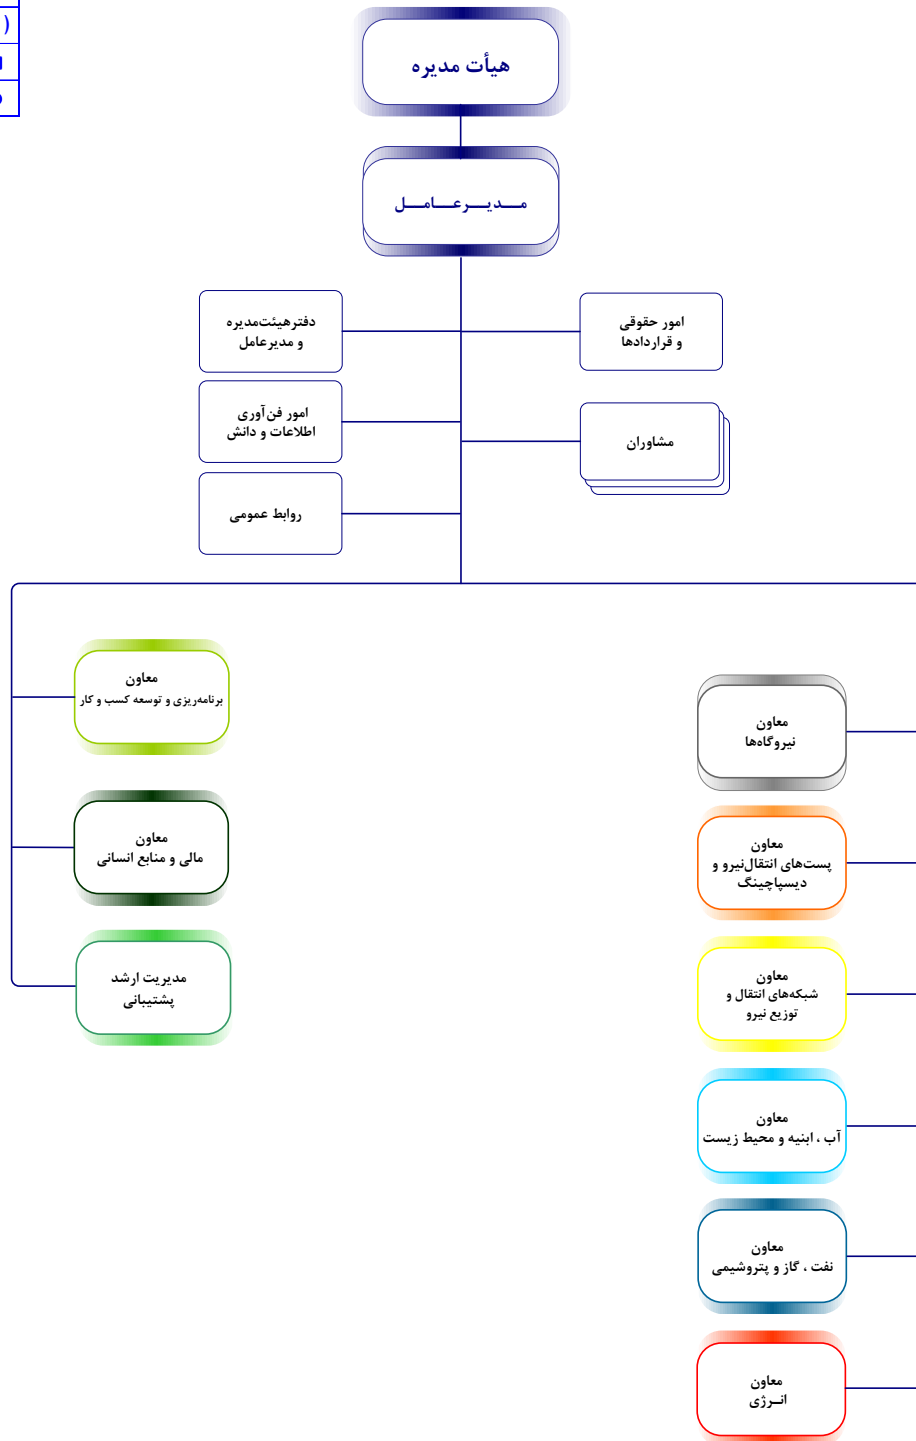 هیأت مدیره
مـــدیـــرعـــامـــل
امور حقوقی
و قراردادها
مشاوران
دفترهیئت‌مدیره
و مدیرعامل
امور فن‌آوری
اطلاعات و دانش
روابط عمومی
معاون
نیروگاه‌ها
معاون
پست‌های انتقال‌نیرو و
دیسپاچینگ
معاون
شبکه‌های انتقال و
توزیع نیرو
معاون
آب ، ابنیه و محیط زیست
معاون
نفت ، گاز و پتروشیمی
معاون
انــرژی
معاون
برنامه‌ریزی و توسعه کسب و کار
معاون
مالی و منابع انسانی
مدیریت ارشد
پشتیبانی